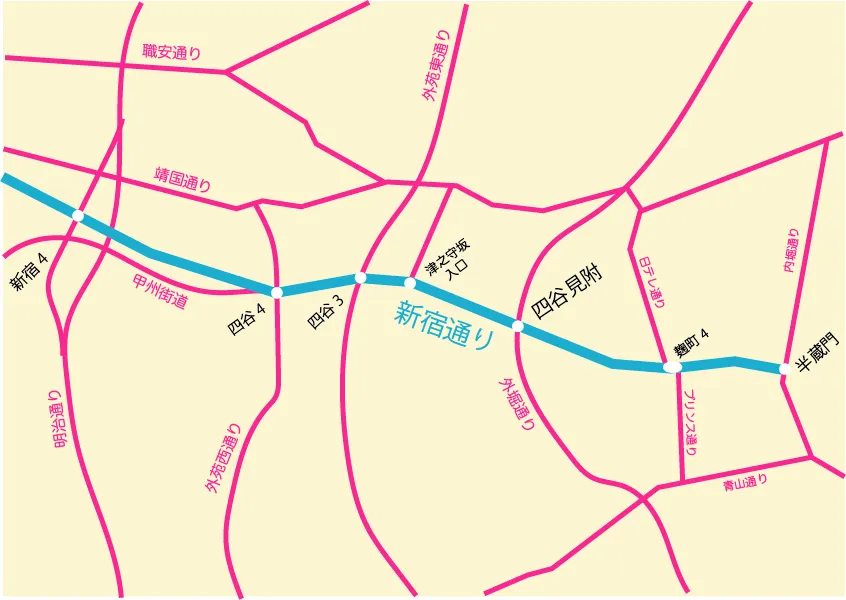 職安通り
外苑東通り
靖国通り
新宿4
甲州街道
四谷4
四谷3
津之守坂
入口
新宿通り
四谷見附
日テレ通り
内堀通り
麹町4
半蔵門
明治通り
外苑西通り
外堀通り
プリンス通り
青山通り